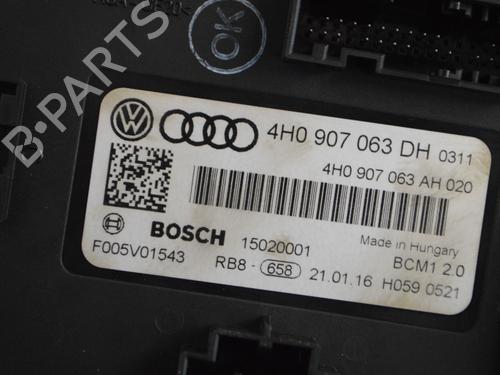 OK
B-PARTS
4H0 907 063 DH 0311
4H0 907 063 AH 020
BOSCH 15020001 Made in Hungary
F005V01543 RB8 - 658 21.01.16 BCM1 2.0
H059 0521